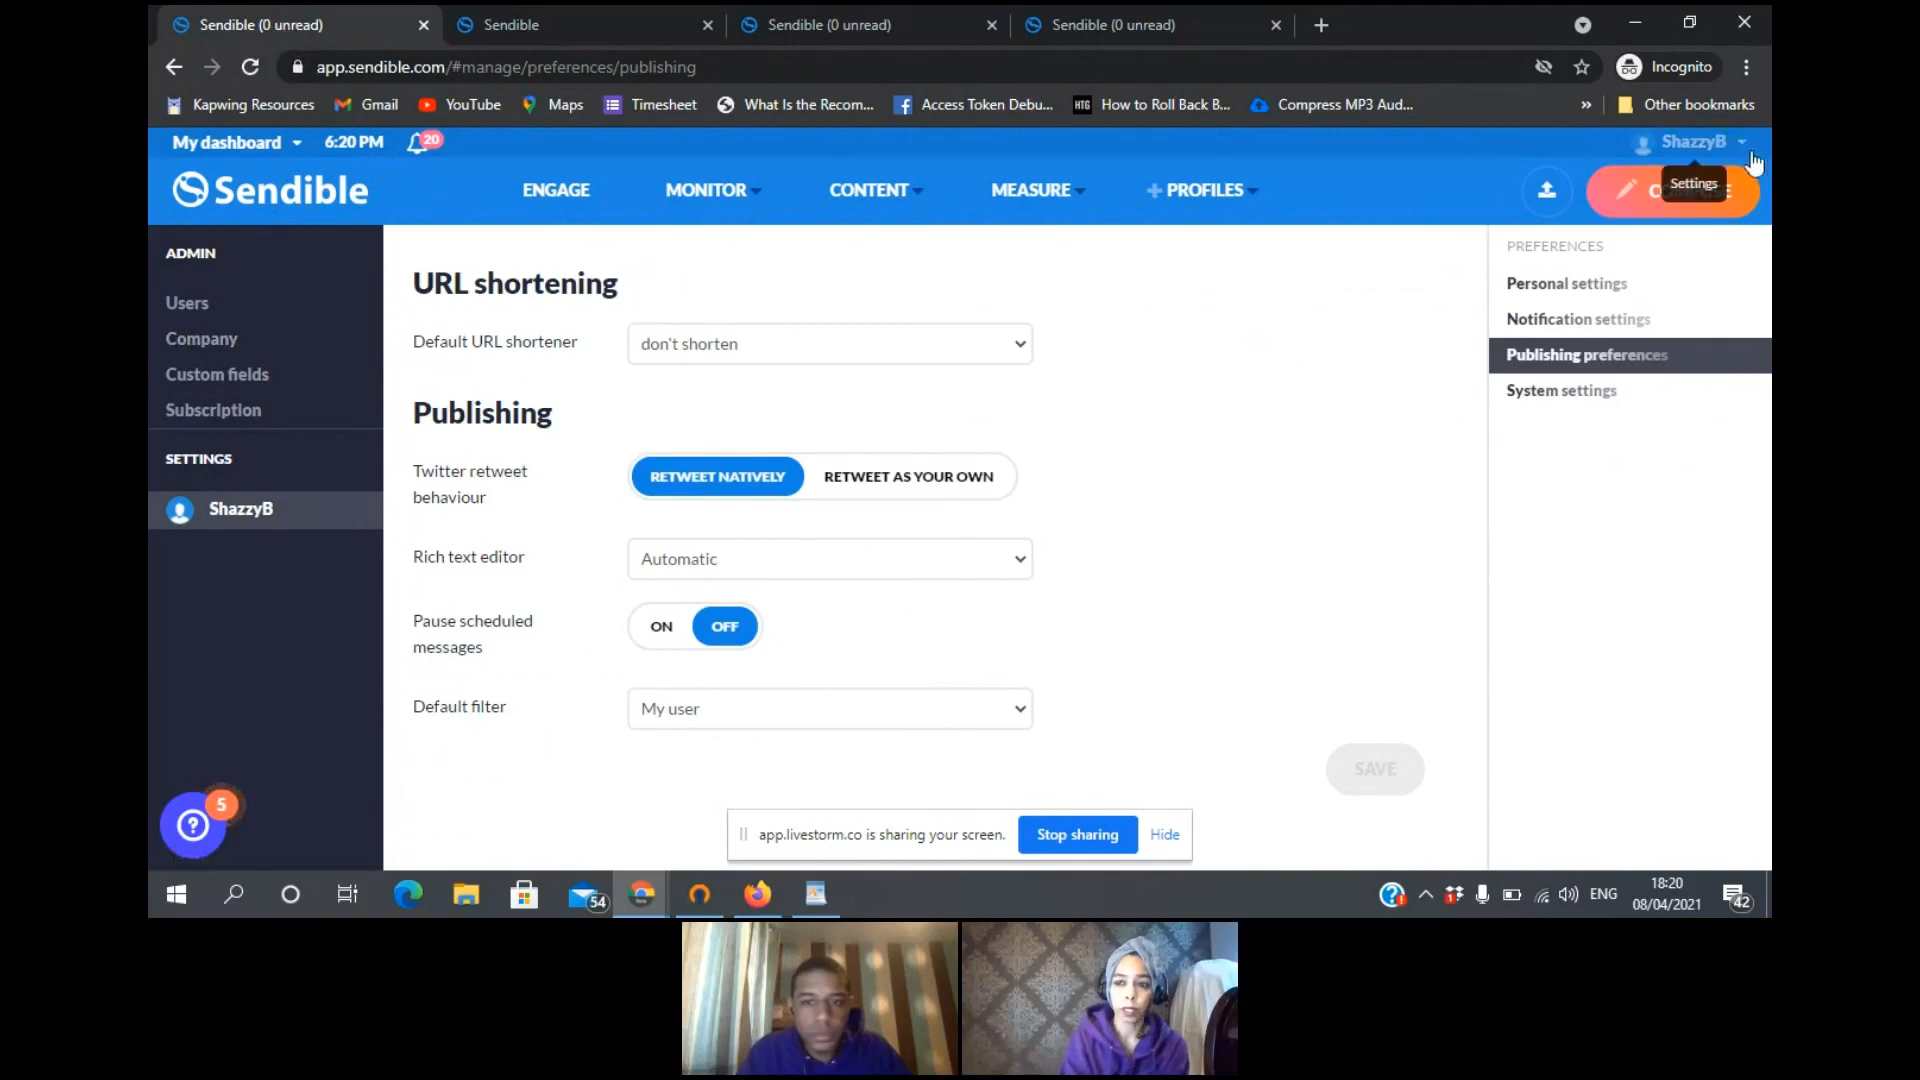 Sendible (0 unread)
Sendible
Sendible (0 unread)
Sendible (0 unread)
app.sendible.com/#manage/preferences/publishing
Incognito
Kapwing Resources
Gmail
YouTube
Maps
Timesheet
What Is the Recom...
Access Token Debu...
HTG
How to Roll Back B...
Compress MP3 Aud...
»
Other bookmarks
My dashboard
6:20 PM
20
ShazzyB
Settings
Sendible
ENGAGE
MONITOR
CONTENT
MEASURE
PROFILES
ADMIN
Users
Company
Custom fields
Subscription
SETTINGS
ShazzyB
5
URL shortening
Default URL shortener
don't shorten
Publishing
Twitter retweet
behaviour
RETWEET NATIVELY
RETWEET AS YOUR OWN
Rich text editor
Automatic
Pause scheduled
messages
ON
OFF
Default filter
My user
SAVE
PREFERENCES
Personal settings
Notification settings
Publishing preferences
System settings
app.livestorm.co is sharing your screen.
Stop sharing
Hide
54
ENG
18:20
08/04/2021
42